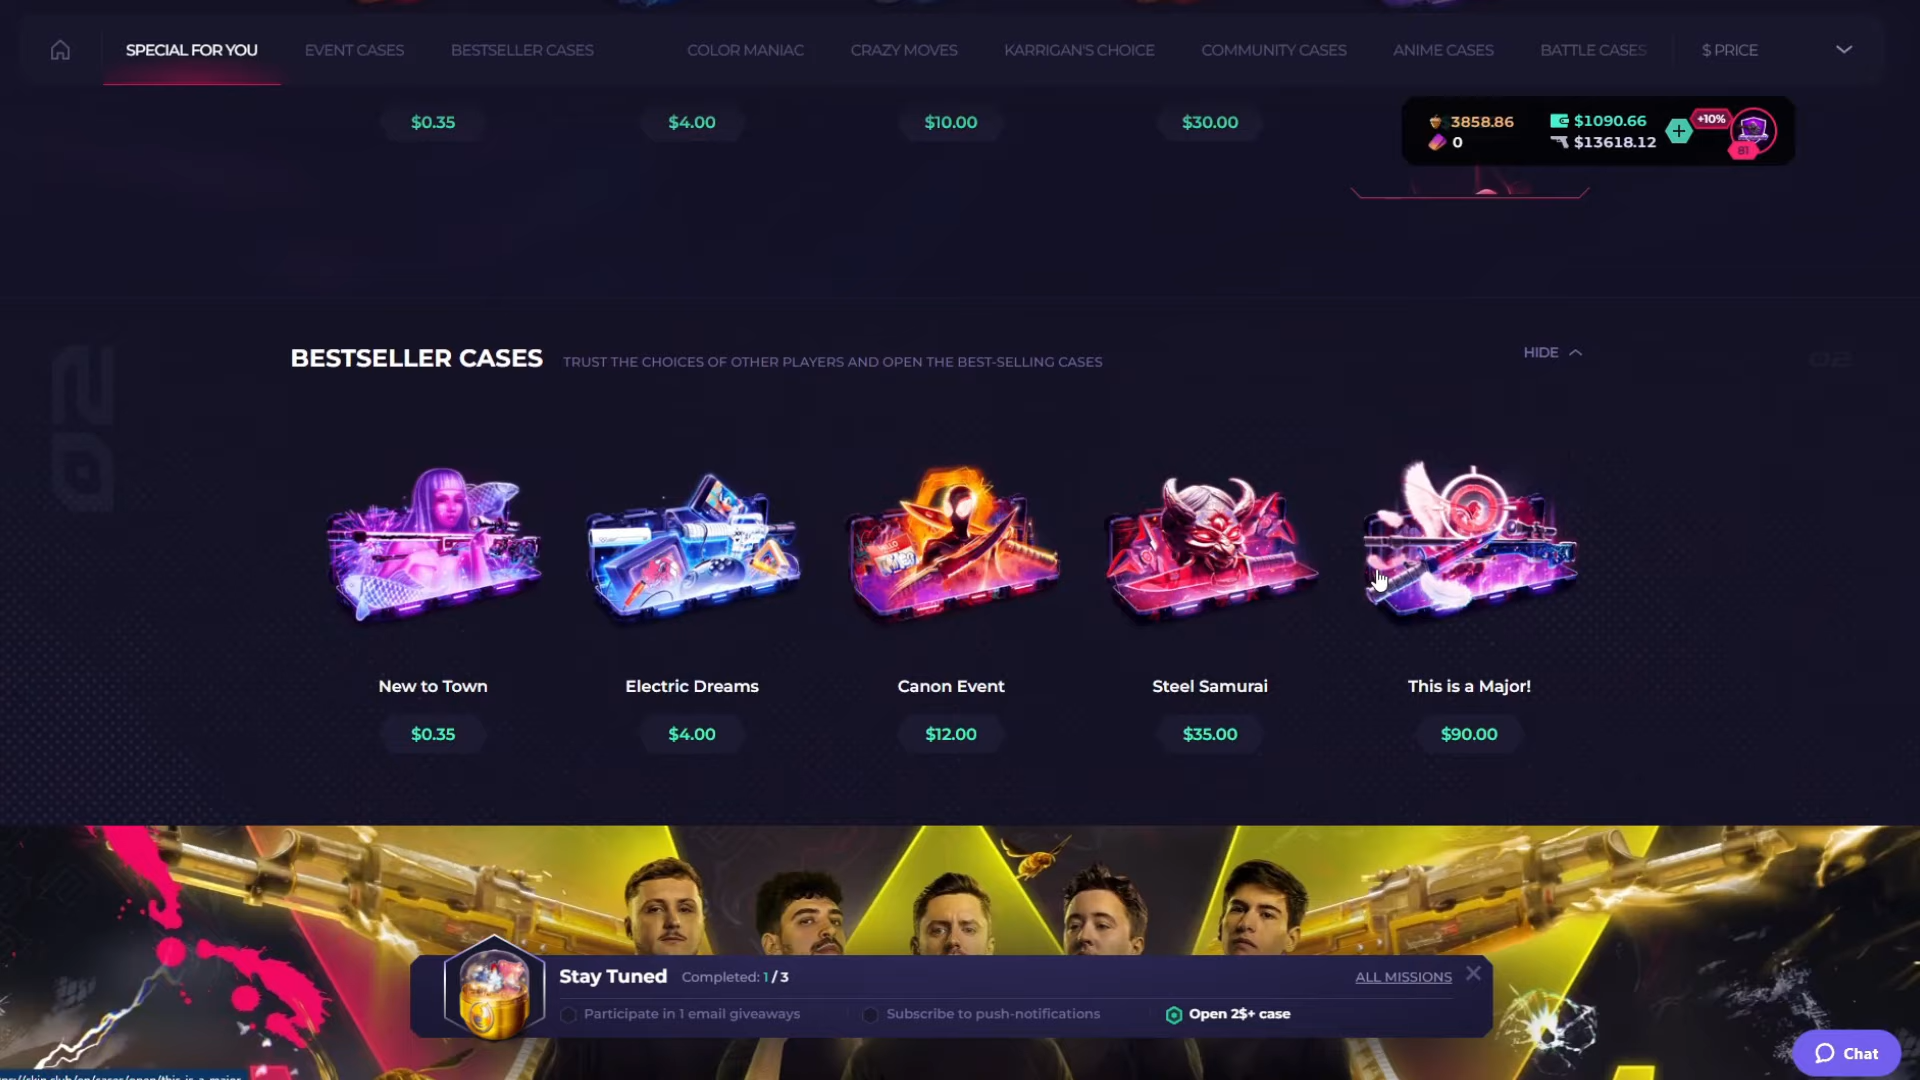 SPECIAL FOR YOU
EVENT CASES
BESTSELLER CASES
COLOR MANIAC
CRAZY MOVES
KARRIGAN'S CHOICE
COMMUNITY CASES
ANIME CASES
BATTLE CASES
$ PRICE
$0.35
$4.00
$10.00
$30.00
3858.86
0
$1090.66
$13618.12
+10%
81
02
BESTSELLER CASES
TRUST THE CHOICES OF OTHER PLAYERS AND OPEN THE BEST-SELLING CASES
HIDE
02
New to Town
Electric Dreams
Canon Event
Steel Samurai
This is a Major!
$0.35
$4.00
$12.00
$35.00
$90.00
Stay Tuned
Completed: 1 / 3
ALL MISSIONS
Participate in 1 email giveaways
Subscribe to push-notifications
Open 2$+ case
Chat